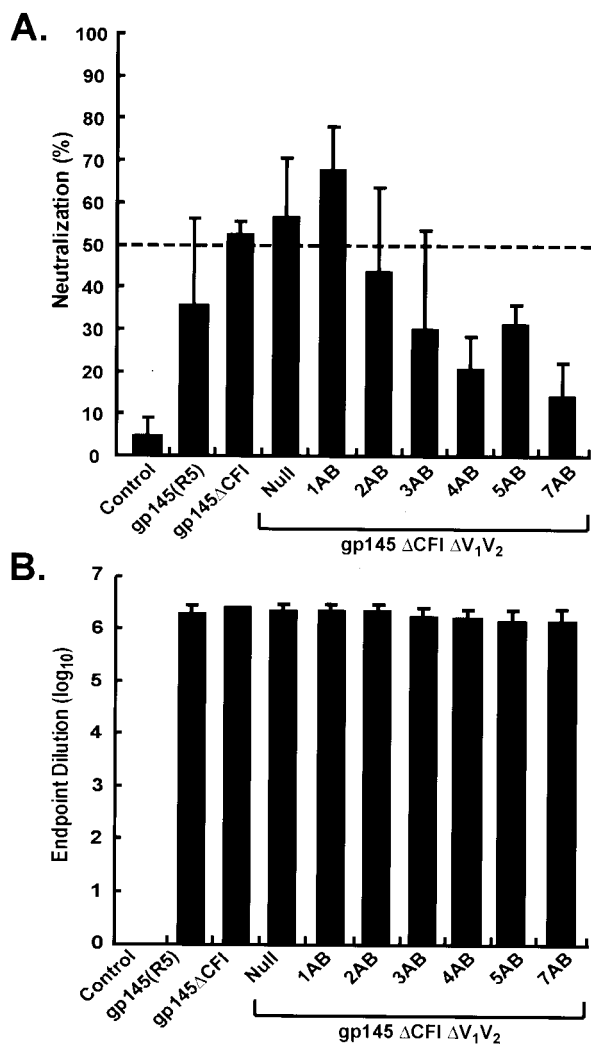 A.
Neutralization (%)
100
90
80
70
60
50
40
30
20
10
0
Control
gp145(R5)
gp145ΔCFI
Null
1AB
2AB
3AB
4AB
5AB
7AB
gp145 ΔCFI ΔV₁V₂
B.
Endpoint Dilution (log₁₀)
7
6
5
4
3
2
1
0
Control
gp145(R5)
gp145ΔCFI
Null
1AB
2AB
3AB
4AB
5AB
7AB
gp145 ΔCFI ΔV₁V₂